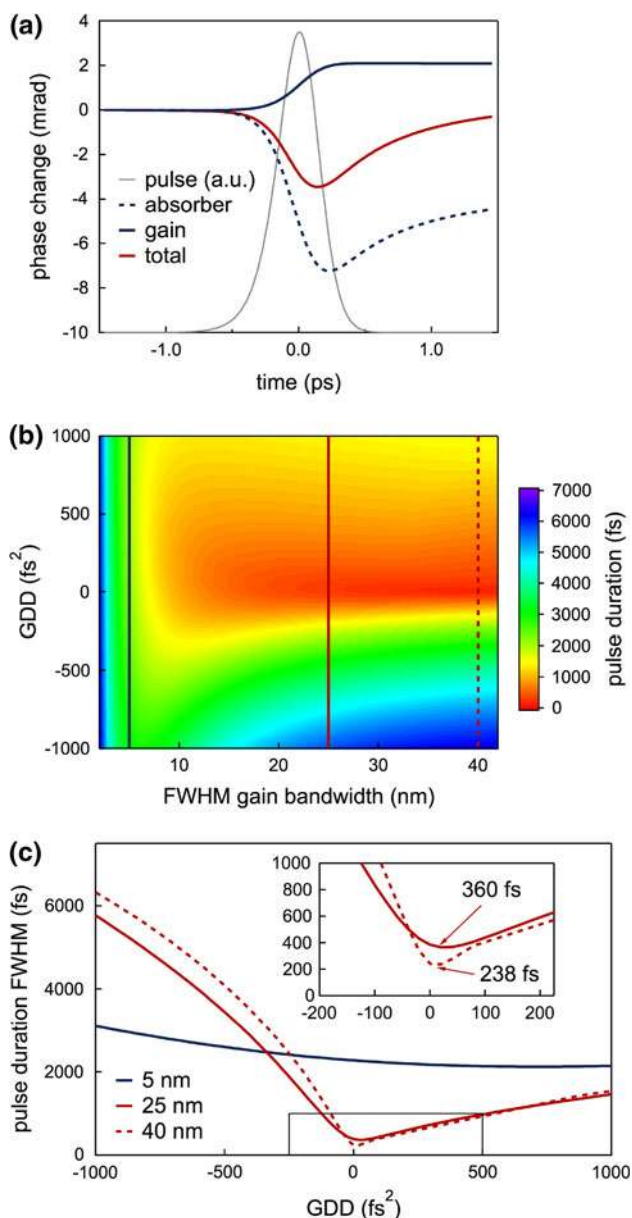 (a)
4
2
0
-2
-4
-6
-8
-10
phase change (mrad)
pulse (a.u.)
absorber
gain
total
-1.0
0.0
1.0
time (ps)
(b)
1000
500
0
-500
-1000
GDD (fs²)
10
20
30
40
FWHM gain bandwidth (nm)
7000
6000
5000
4000
3000
2000
1000
0
pulse duration (fs)
(c)
6000
4000
2000
0
pulse duration FWHM (fs)
1000
800
600
400
200
0
360 fs
238 fs
-200
-100
0
100
200
5 nm
25 nm
40 nm
-1000
-500
0
500
1000
GDD (fs²)